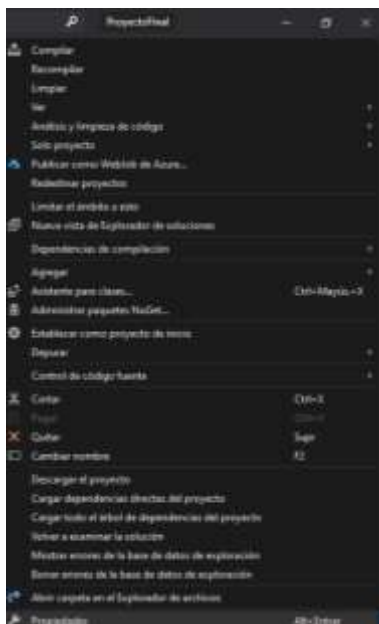 ProyectoFinal
Compilar
Recompilar
Limpiar
Ver
Análisis y limpieza de código
Solo proyecto
Publicar como WebJob de Azure...
Redestinar proyectos
Limitar el ámbito a esto
Nueva vista de Explorador de soluciones
Dependencias de compilación
Agregar
Asistente para clases... Ctrl+Mayús.+X
Administrar paquetes NuGet...
Establecer como proyecto de inicio
Depurar
Control de código fuente
Cortar Ctrl+X
Pegar
Quitar Supr
Cambiar nombre F2
Descargar el proyecto
Cargar dependencias directas del proyecto
Cargar todo el árbol de dependencias del proyecto
Volver a examinar la solución
Mostrar errores de la base de datos de exploración
Borrar errores de la base de datos de exploración
Abrir carpeta en el Explorador de archivos
Propiedades Alt+Entrar